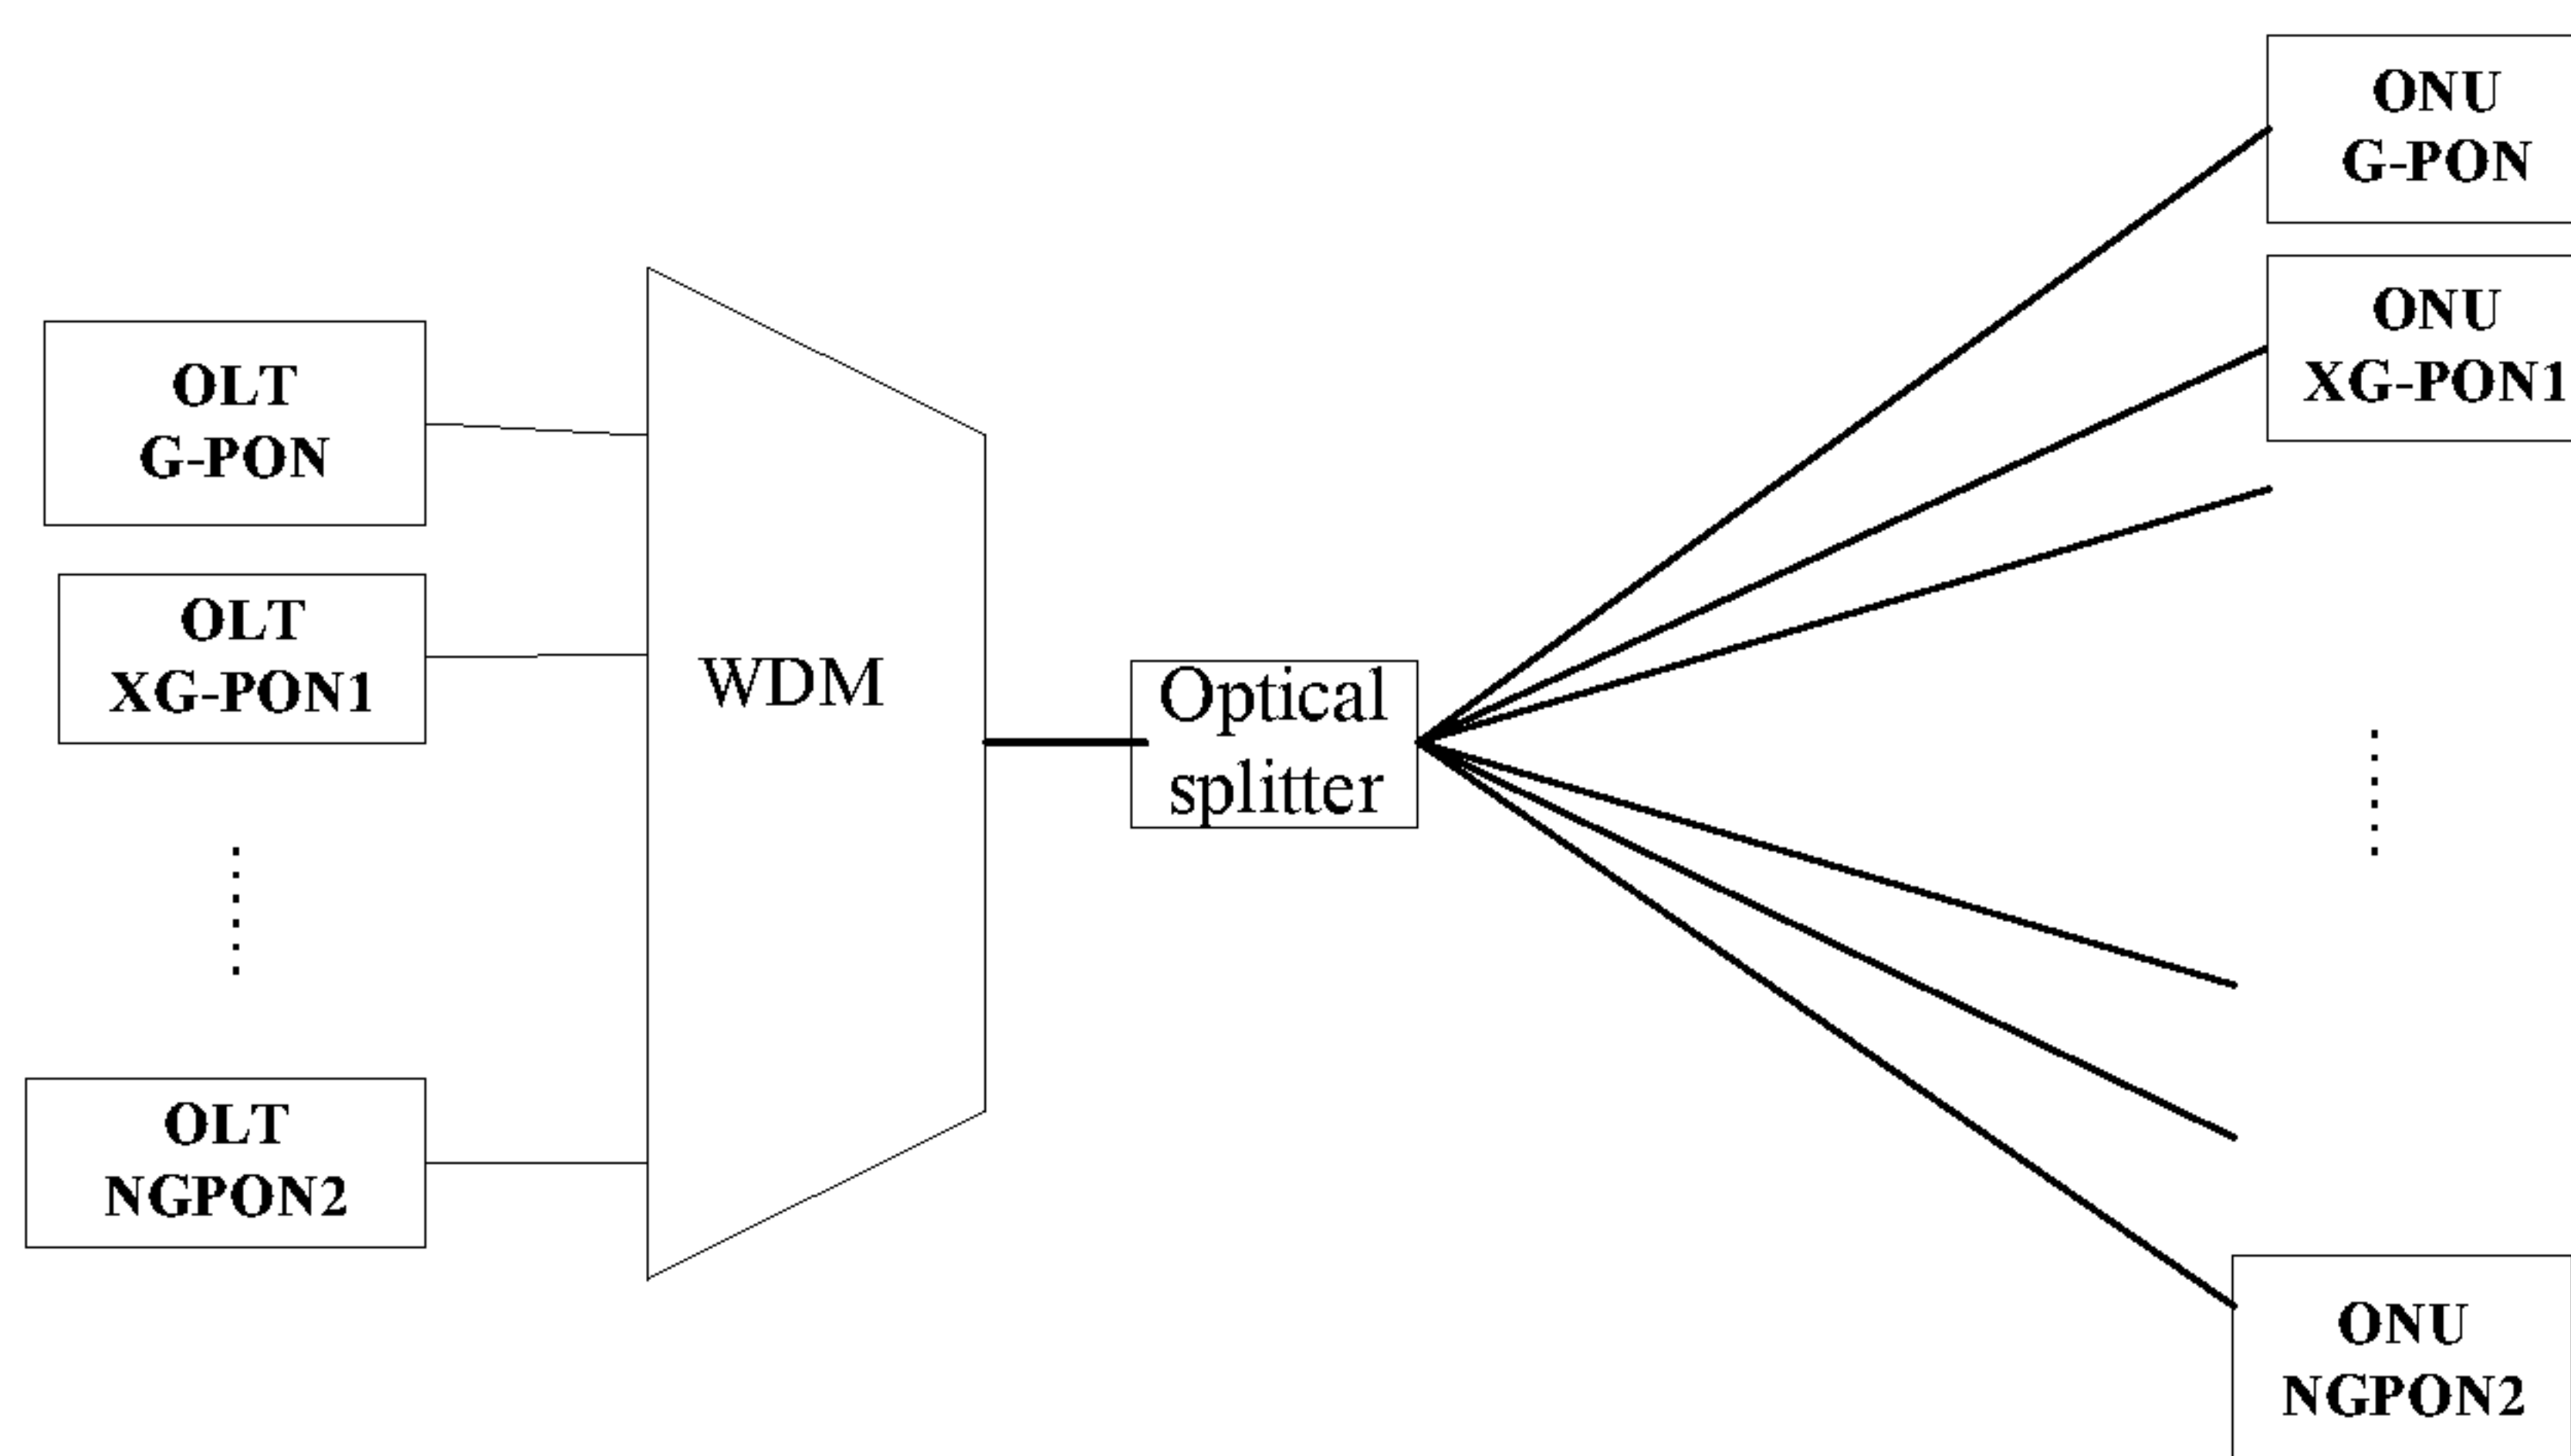 OLT
G-PON
OLT
XG-PON1
OLT
NGPON2
WDM
Optical
splitter
ONU
G-PON
ONU
XG-PON1
ONU
NGPON2